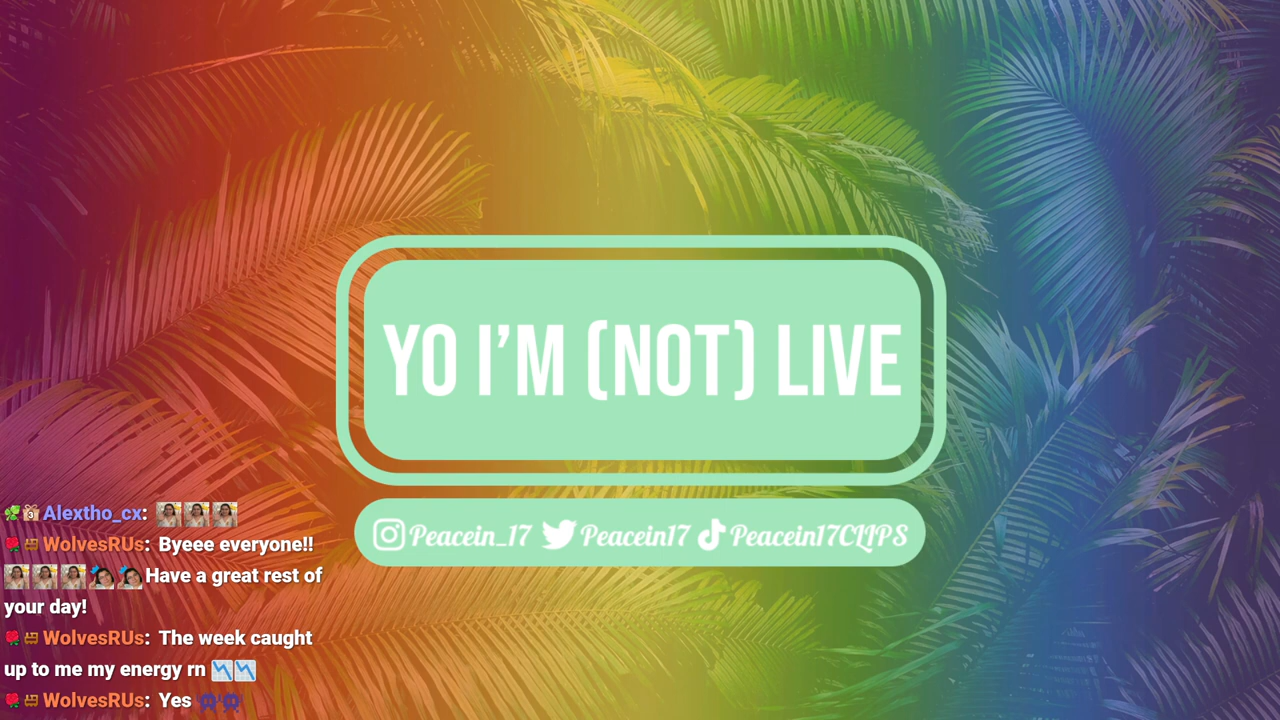 YO I'M (NOT) LIVE
Peacein_17 Peacein17 Peacein17CLIPS
Alextho_cx:
WolvesRUs: Byeee everyone!!
Have a great rest of
your day!
WolvesRUs: The week caught
up to me my energy rn
WolvesRUs: Yes